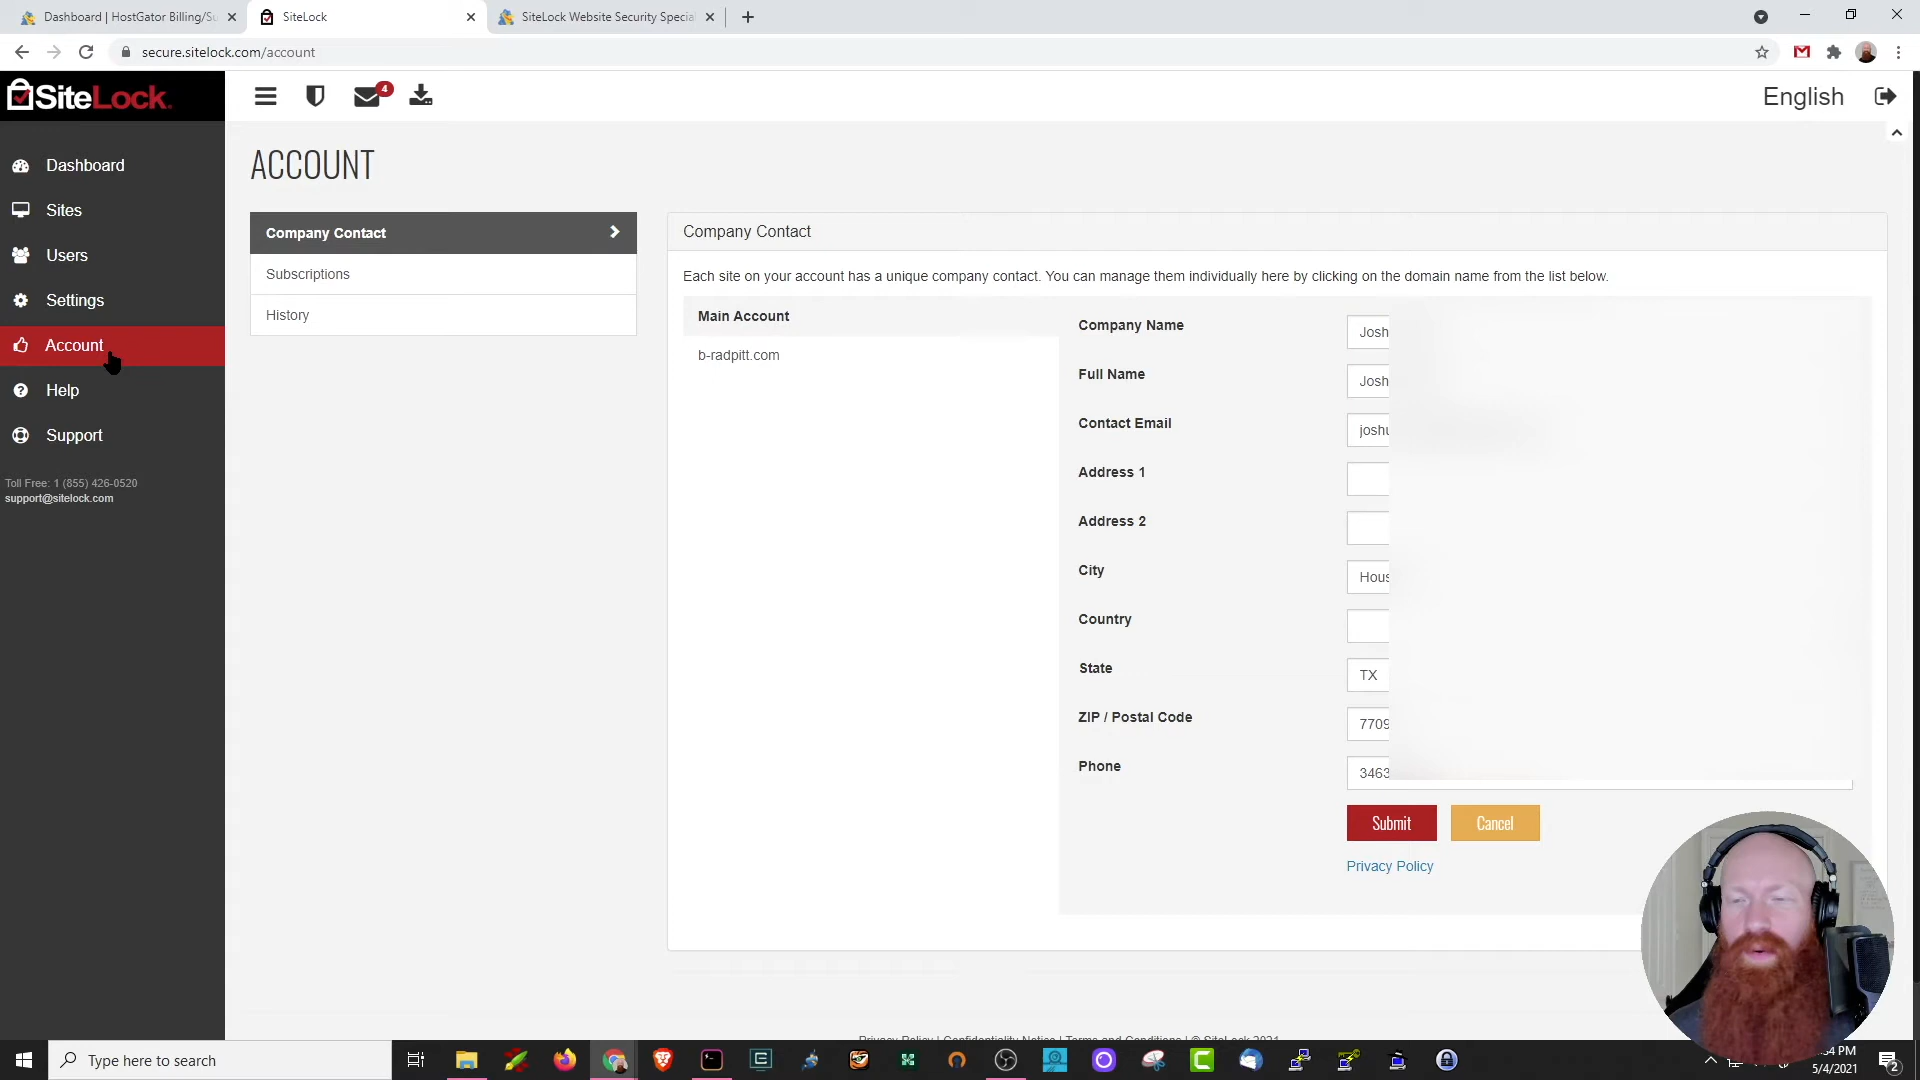 Dashboard | HostGator Billing/Su
SiteLock
SiteLock Website Security Special
secure.sitelock.com/account
SiteLock.
4
English
Dashboard
Sites
Users
Settings
Account
Help
Support
Toll Free: 1 (855) 426-0520
support@sitelock.com
ACCOUNT
Company Contact
Subscriptions
History
Company Contact
Each site on your account has a unique company contact. You can manage them individually here by clicking on the domain name from the list below.
Main Account
b-radpitt.com
Company Name
Josh
Full Name
Josh
Contact Email
joshu
Address 1
Address 2
City
Hous
Country
State
TX
ZIP / Postal Code
7709
Phone
3463
Submit
Cancel
Privacy Policy
Privacy Policy | Confidentiality Notice | Terms and Conditions | © SiteLock 2021
Type here to search
:34 PM
5/4/2021
2